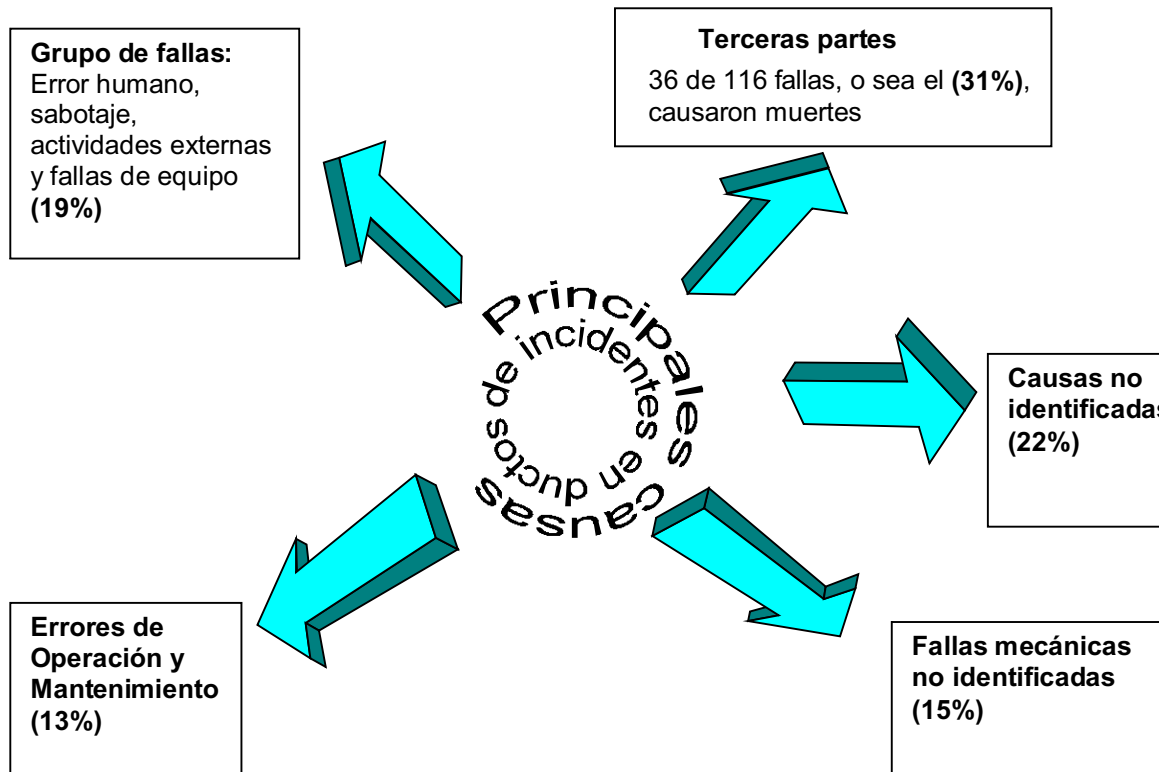 Grupo de fallas:
Error humano,
sabotaje,
actividades externas
y fallas de equipo
(19%)
Terceras partes
36 de 116 fallas, o sea el (31%),
causaron muertes
Principales causas
de incidentes en ductos
Causas no
identificadas
(22%)
Errores de
Operación y
Mantenimiento
(13%)
Fallas mecánicas
no identificadas
(15%)